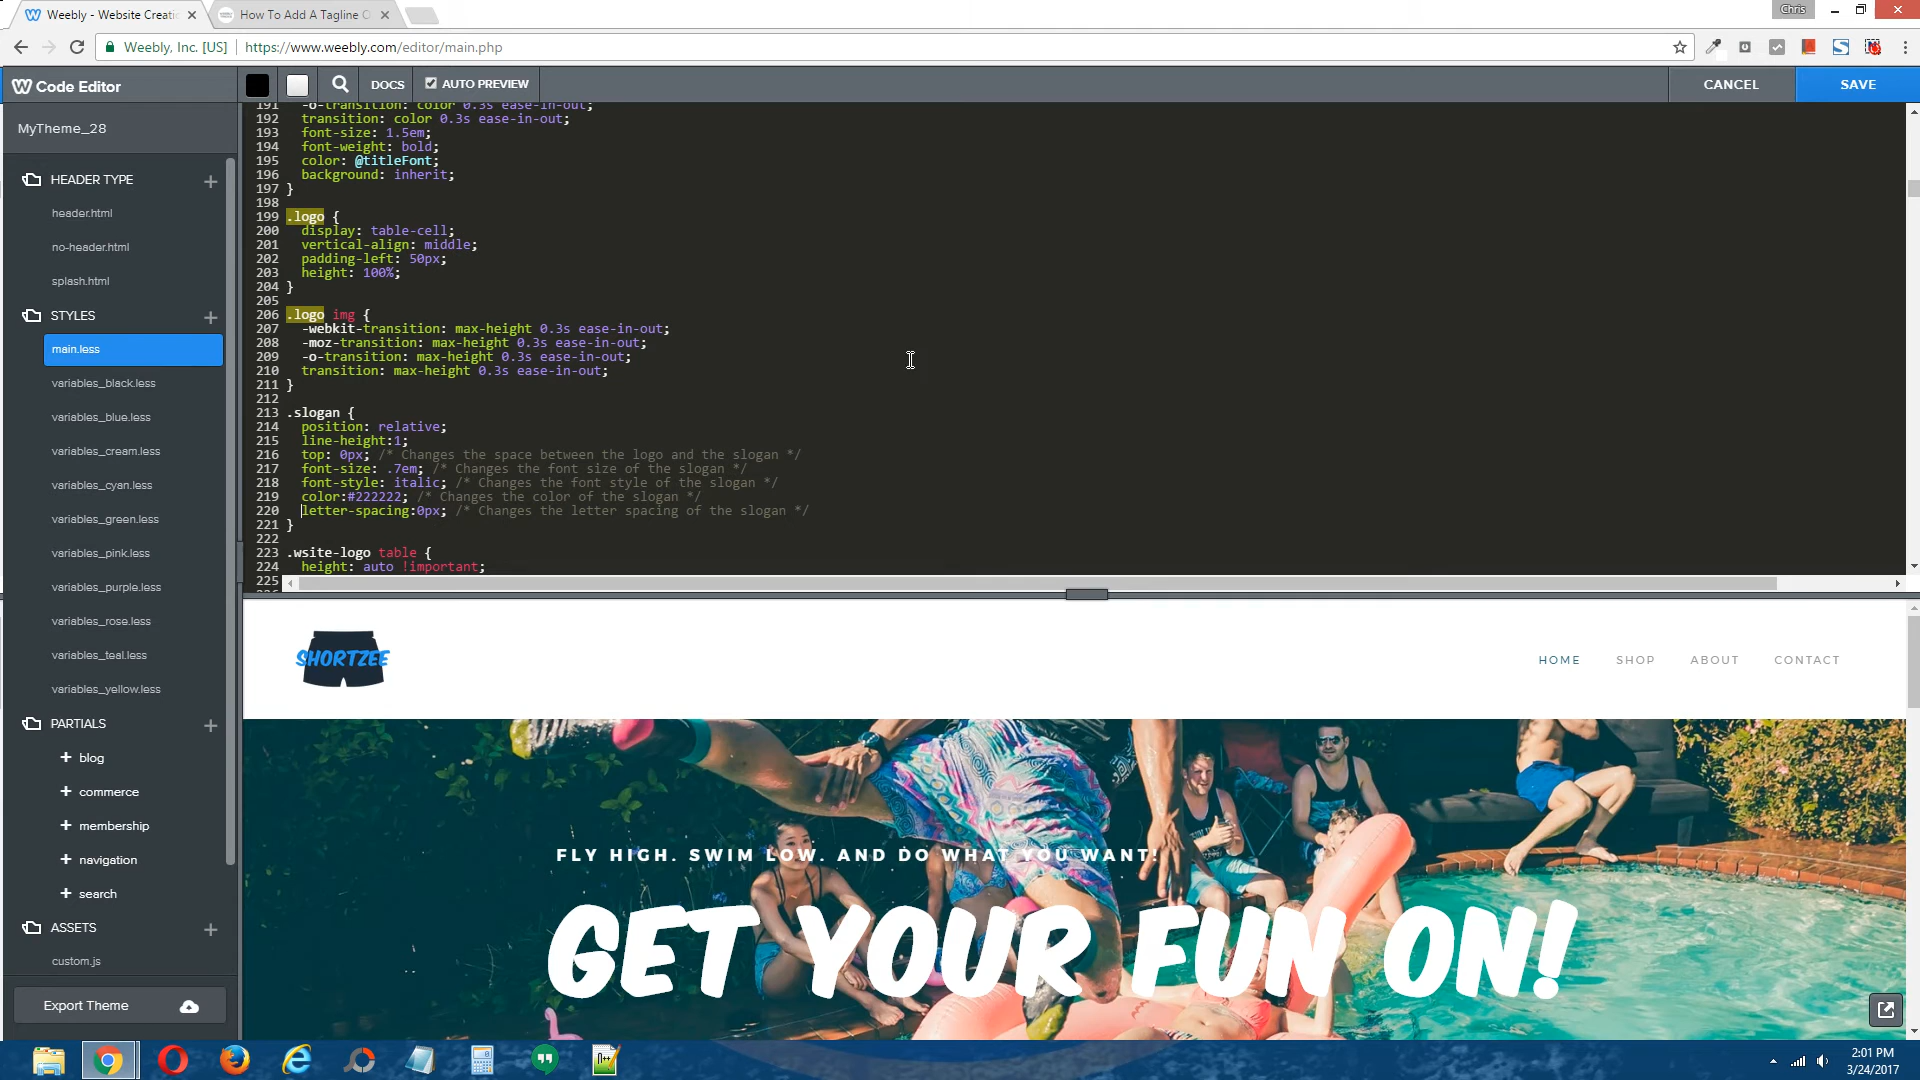 Weebly - Website Creati
How To Add A Tagline O
Chris
Weebly, Inc. [US]
https://www.weebly.com/editor/main.php
Code Editor
DOCS
AUTO PREVIEW
CANCEL
SAVE
MyTheme_28
HEADER TYPE
header.html
no-header.html
splash.html
STYLES
main.less
variables_black.less
variables_blue.less
variables_cream.less
variables_cyan.less
variables_green.less
variables_pink.less
variables_purple.less
variables_rose.less
variables_teal.less
variables_yellow.less
PARTIALS
blog
commerce
membership
navigation
search
ASSETS
custom.js
Export Theme
191 -o-transition: color 0.3s ease-in-out;
192 transition: color 0.3s ease-in-out;
193 font-size: 1.5em;
194 font-weight: bold;
195 color: @titleFont;
196 background: inherit;
197 }
198
199 .logo {
200 display: table-cell;
201 vertical-align: middle;
202 padding-left: 50px;
203 height: 100%;
204 }
205
206 .logo img {
207 -webkit-transition: max-height 0.3s ease-in-out;
208 -moz-transition: max-height 0.3s ease-in-out;
209 -o-transition: max-height 0.3s ease-in-out;
210 transition: max-height 0.3s ease-in-out;
211 }
212
213 .slogan {
214 position: relative;
215 line-height:1;
216 top: 0px; /* Changes the space between the logo and the slogan */
217 font-size: .7em; /* Changes the font size of the slogan */
218 font-style: italic; /* Changes the font style of the slogan */
219 color:#222222; /* Changes the color of the slogan */
220 letter-spacing:0px; /* Changes the letter spacing of the slogan */
221 }
222
223 .wsite-logo table {
224 height: auto !important;
225
SHORTZEE
HOME
SHOP
ABOUT
CONTACT
FLY HIGH. SWIM LOW. AND DO WHAT YOU WANT!
GET YOUR FUN ON!
2:01 PM
3/24/2017